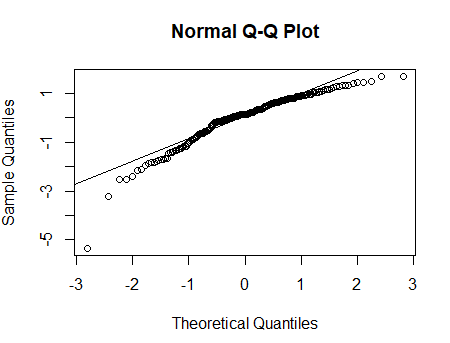 Normal Q-Q Plot
Sample Quantiles
1
-1
-3
-5
-3 -2 -1 0 1 2 3
Theoretical Quantiles